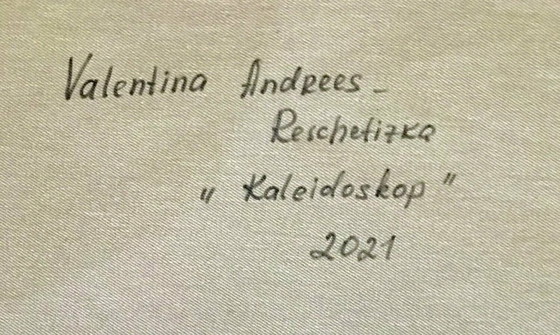 Valentina Andrees -
Reschetizka
„ Kaleidoskop "
2021